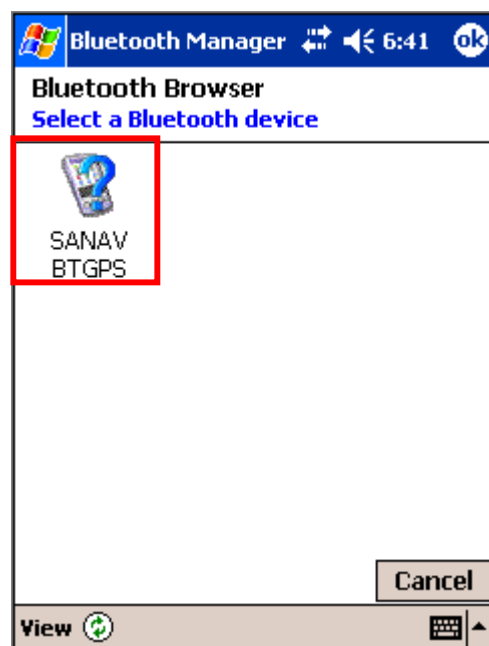 Bluetooth Manager 6:41 ok
Bluetooth Browser
Select a Bluetooth device
SANAV
BTGPS
Cancel
View